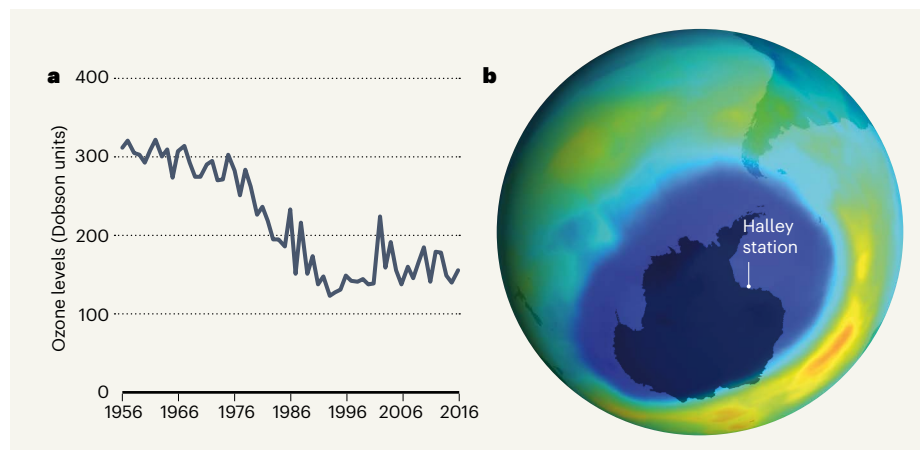 a
400
300
200
100
0
Ozone levels (Dobson units)
1956 1966 1976 1986 1996 2006 2016
b
Halley
station